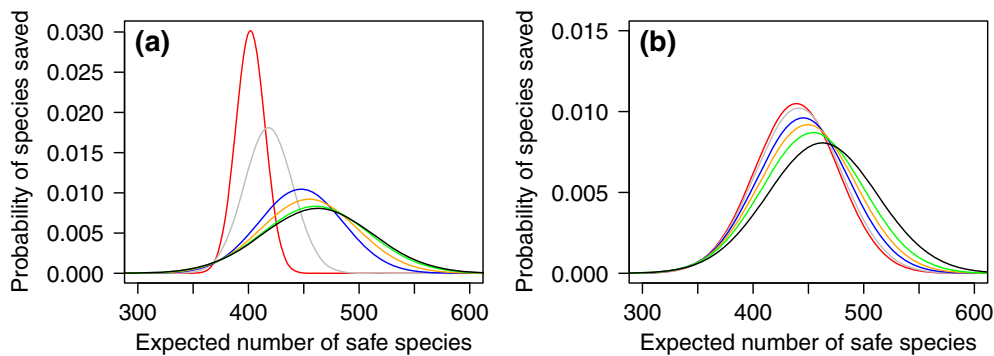 (a)
Probability of species saved
0.030
0.025
0.020
0.015
0.010
0.005
0.000
300 400 500 600
Expected number of safe species
(b)
Probability of species saved
0.015
0.010
0.005
0.000
300 400 500 600
Expected number of safe species